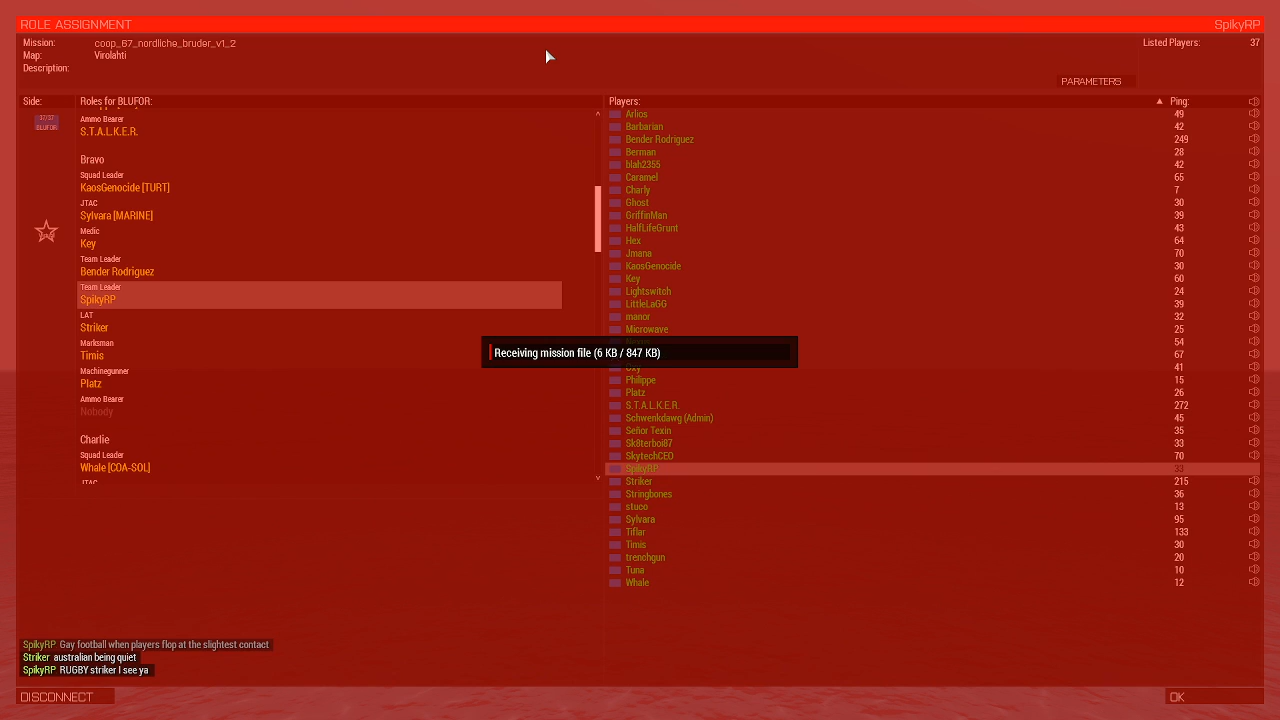 ROLE ASSIGNMENT
SpikyRP
Mission: coop_67_nordliche_bruder_v1_2
Map: Virolahti
Description:
Listed Players: 37
PARAMETERS
Side:
37/37
BLUFOR
Roles for BLUFOR:
Ammo Bearer
S.T.A.L.K.E.R.
Bravo
Squad Leader
KaosGenocide [TURT]
JTAC
Sylvara [MARINE]
Medic
Key
Team Leader
Bender Rodriguez
Team Leader
SpikyRP
LAT
Striker
Marksman
Timis
Machinegunner
Platz
Ammo Bearer
Nobody
Charlie
Squad Leader
Whale [COA-SOL]
JTAC
Players: Ping:
Arlios 49
Barbarian 42
Bender Rodriguez 249
Berman 28
blah2355 42
Caramel 65
Charly 7
Ghost 30
GriffinMan 39
HalfLifeGrunt 43
Hex 64
Jmana 70
KaosGenocide 30
Key 60
Lightswitch 24
LittleLaGG 39
manor 32
Microwave 25
54
67
41
Philippe 15
Platz 26
S.T.A.L.K.E.R. 272
Schwenkdawg (Admin) 45
Señor Texin 35
Sk8terboi87 33
SkytechCEO 70
SpikyRP 33
Striker 215
Stringbones 36
stuco 13
Sylvara 95
Tiflar 133
Timis 30
trenchgun 20
Tuna 10
Whale 12
Receiving mission file (6 KB / 847 KB)
SpikyRP Gay football when players flop at the slightest contact
Striker australian being quiet
SpikyRP RUGBY striker I see ya
DISCONNECT
OK